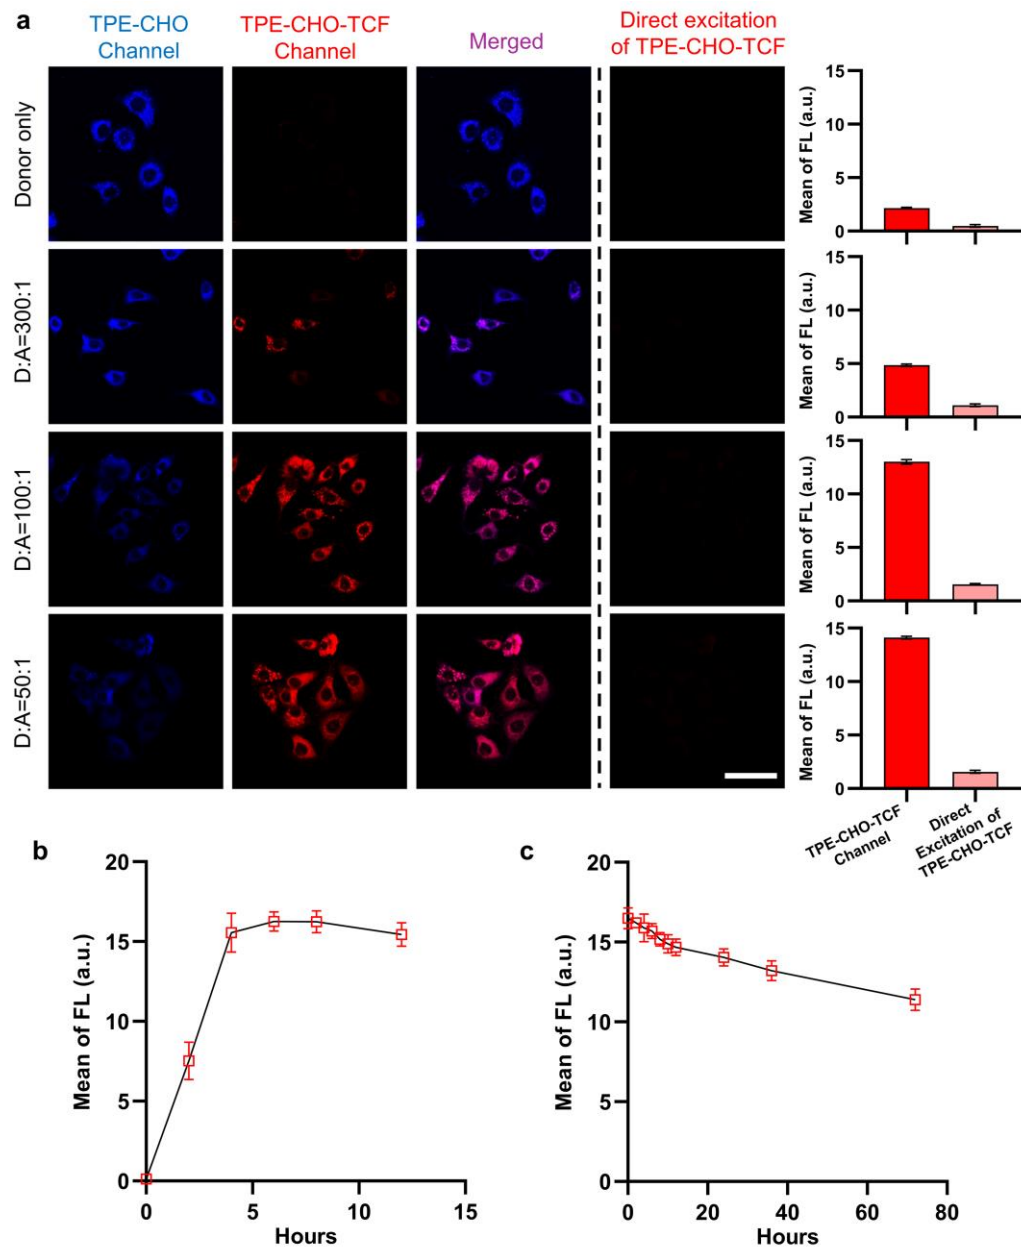 a
TPE-CHO
Channel
TPE-CHO-TCF
Channel
Merged
Direct excitation
of TPE-CHO-TCF
Donor only
Mean of FL (a.u.)
15
10
5
0
D:A=300:1
Mean of FL (a.u.)
15
10
5
0
D:A=100:1
Mean of FL (a.u.)
15
10
5
0
D:A=50:1
Mean of FL (a.u.)
15
10
5
0
TPE-CHO-TCF
Channel
Direct
Excitation of
TPE-CHO-TCF
b
Mean of FL (a.u.)
20
15
10
5
0
0 5 10 15
Hours
c
Mean of FL (a.u.)
20
15
10
5
0
0 20 40 60 80
Hours